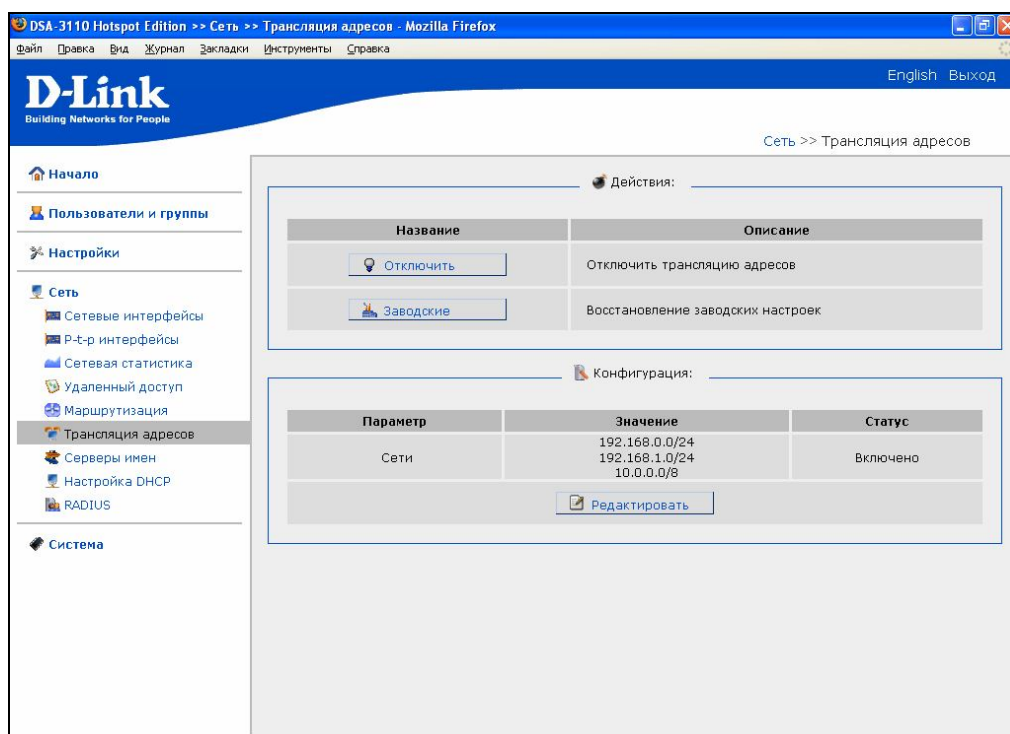 DSA-3110 Hotspot Edition >> Сеть >> Трансляция адресов - Mozilla Firefox
Файл Правка Вид Журнал Закладки Инструменты Справка
English Выход
D-Link
Building Networks for People
Сеть >> Трансляция адресов
Начало
Пользователи и группы
Настройки
Сеть
Сетевые интерфейсы
P-t-p интерфейсы
Сетевая статистика
Удаленный доступ
Маршрутизация
Трансляция адресов
Серверы имен
Настройка DHCP
RADIUS
Система
Действия:
Название Описание
Отключить Отключить трансляцию адресов
Заводские Восстановление заводских настроек
Конфигурация:
Параметр Значение Статус
192.168.0.0/24
Сети 192.168.1.0/24 Включено
10.0.0.0/8
Редактировать